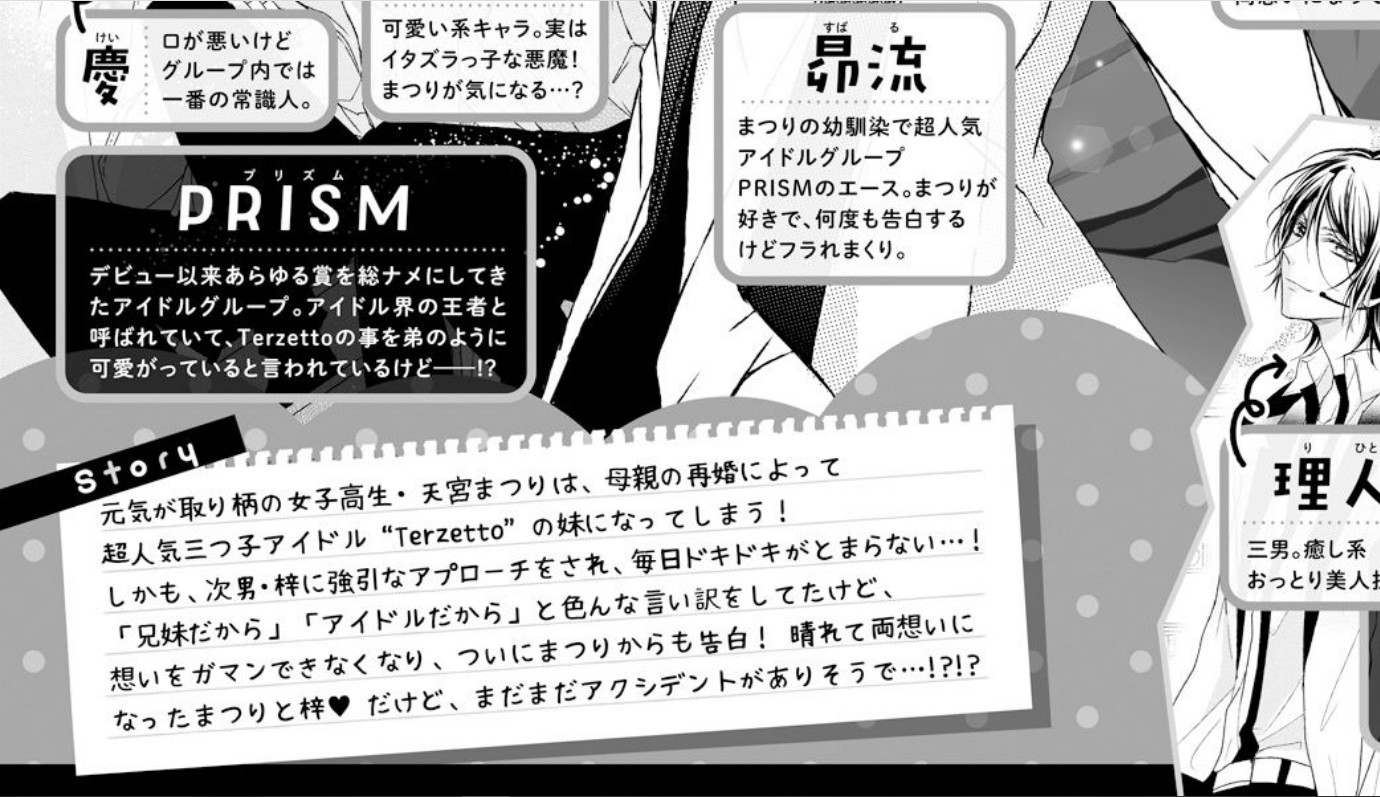 けい
慶
口が悪いけど
グループ内では
一番の常識人。
可愛い系キャラ。実は
イタズラっ子な悪魔!
まつりが気になる…?
すばる
昴流
まつりの幼馴染で超人気
アイドルグループ
PRISMのエース。まつりが
好きで、何度も告白する
けどフラれまくり。
プリズム
PRISM
デビュー以来あらゆる賞を総ナメにしてき
たアイドルグループ。アイドル界の王者と
呼ばれていて、Terzettoの事を弟のように
可愛がっていると言われているけど――!?
Story
元気が取り柄の女子高生・天宮まつりは、母親の再婚によって
超人気三つ子アイドル“Terzetto”の妹になってしまう!
しかも、次男・梓に強引なアプローチをされ、毎日ドキドキがとまらない…!
「兄妹だから」「アイドルだから」と色んな言い訳をしてたけど、
想いをガマンできなくなり、ついにまつりからも告白! 晴れて両想いに
なったまつりと梓♥ だけど、まだまだアクシデントがありそうで…!?!?
りひと
理人
三男。癒し系
おっとり美人